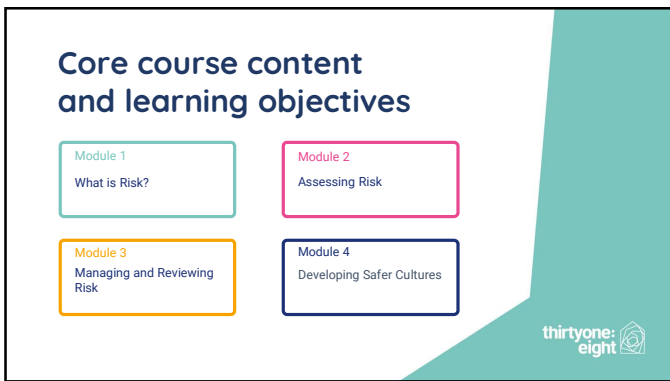 Core course content
and learning objectives
Module 1
What is Risk?
Module 2
Assessing Risk
Module 3
Managing and Reviewing
Risk
Module 4
Developing Safer Cultures
thirtyone:
eight